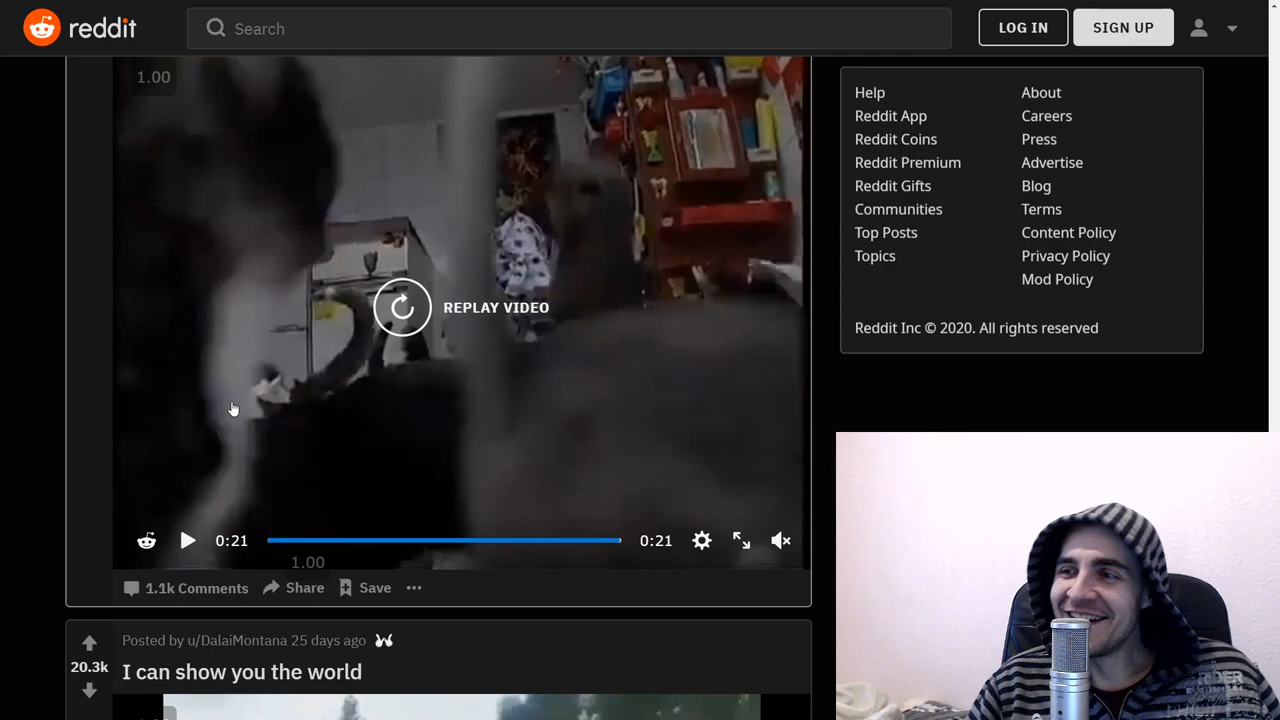 reddit
Search
LOG IN
SIGN UP
1.00
REPLAY VIDEO
0:21
0:21
1.00
1.1k Comments
Share
Save
Posted by u/DalaiMontana 25 days ago
20.3k
I can show you the world
Help
About
Reddit App
Careers
Reddit Coins
Press
Reddit Premium
Advertise
Reddit Gifts
Blog
Communities
Terms
Top Posts
Content Policy
Topics
Privacy Policy
Mod Policy
Reddit Inc © 2020. All rights reserved